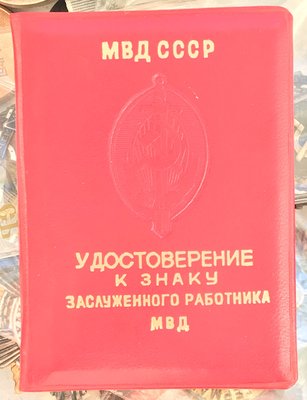 МВД СССР
УДОСТОВЕРЕНИЕ
К ЗНАКУ
ЗАСЛУЖЕННОГО РАБОТНИКА
МВД